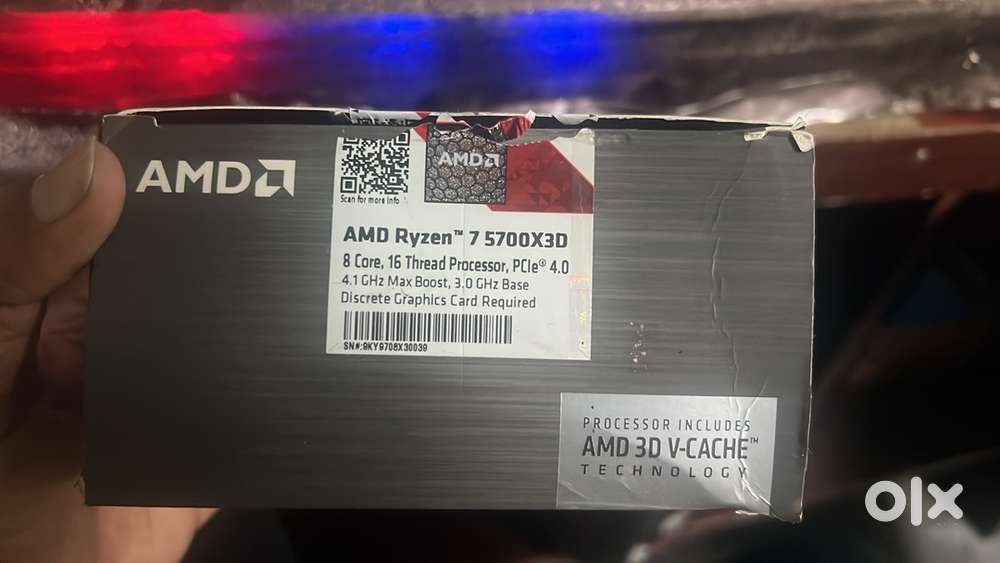 AMD
AMD
Scan for more Info
AMD Ryzen™ 7 5700X3D
8 Core, 16 Thread Processor, PCIe® 4.0
4.1 GHz Max Boost, 3.0 GHz Base
Discrete Graphics Card Required
SN#:9KY9708X30039
PROCESSOR INCLUDES
AMD 3D V-CACHE™
TECHNOLOGY
olx